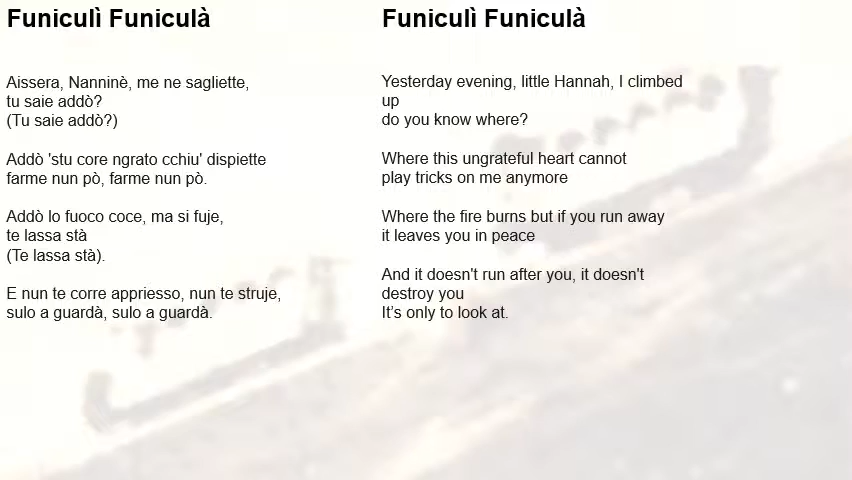 Funiculì Funiculà
Aissera, Nanninè, me ne sagliette,
tu saie addò?
(Tu saie addò?)
Addò 'stu core ngrato cchiu' dispiette
farme nun pò, farme nun pò.
Addò lo fuoco coce, ma si fuje,
te lassa stà
(Te lassa stà).
E nun te corre appriesso, nun te struje,
sulo a guardà, sulo a guardà.
Funiculì Funiculà
Yesterday evening, little Hannah, I climbed
up
do you know where?
Where this ungrateful heart cannot
play tricks on me anymore
Where the fire burns but if you run away
it leaves you in peace
And it doesn't run after you, it doesn't
destroy you
It’s only to look at.